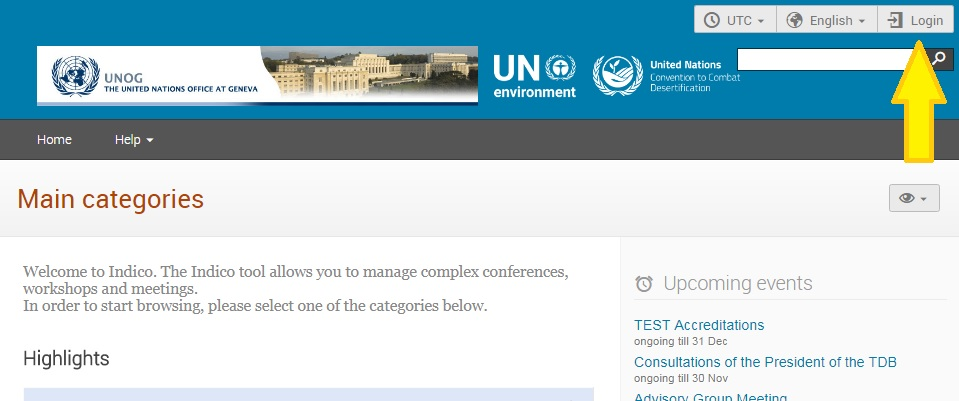 UTC
English
Login
UNOG
THE UNITED NATIONS OFFICE AT GENEVA
UN
environment
United Nations
Convention to Combat
Desertification
Home
Help
Main categories
Welcome to Indico. The Indico tool allows you to manage complex conferences,
workshops and meetings.
In order to start browsing, please select one of the categories below.
Highlights
Upcoming events
TEST Accreditations
ongoing till 31 Dec
Consultations of the President of the TDB
ongoing till 30 Nov
Advisory Group Meeting